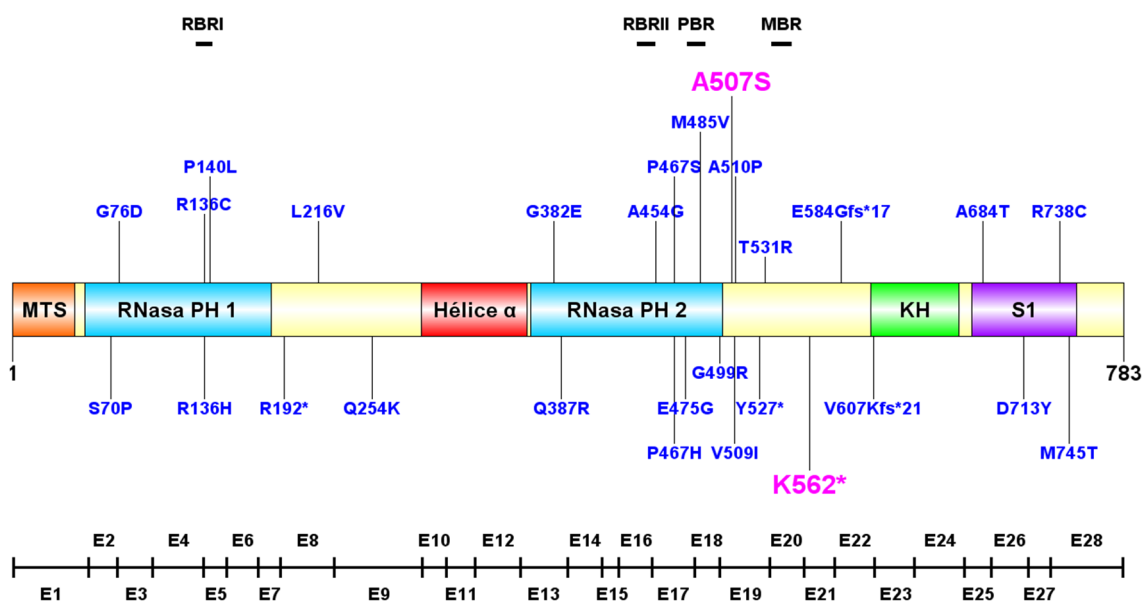 RBRI RBRII PBR MBR
A507S
M485V
P140L P467S A510P
G76D R136C L216V G382E A454G E584Gfs*17 A684T R738C
T531R
MTS RNasa PH 1 Hélice α RNasa PH 2 KH S1
1 783
G499R
S70P R136H R192* Q254K Q387R E475G Y527* V607Kfs*21 D713Y
P467H V509I M745T
K562*
E2 E4 E6 E8 E10 E12 E14 E16 E18 E20 E22 E24 E26 E28
E1 E3 E5 E7 E9 E11 E13 E15 E17 E19 E21 E23 E25 E27